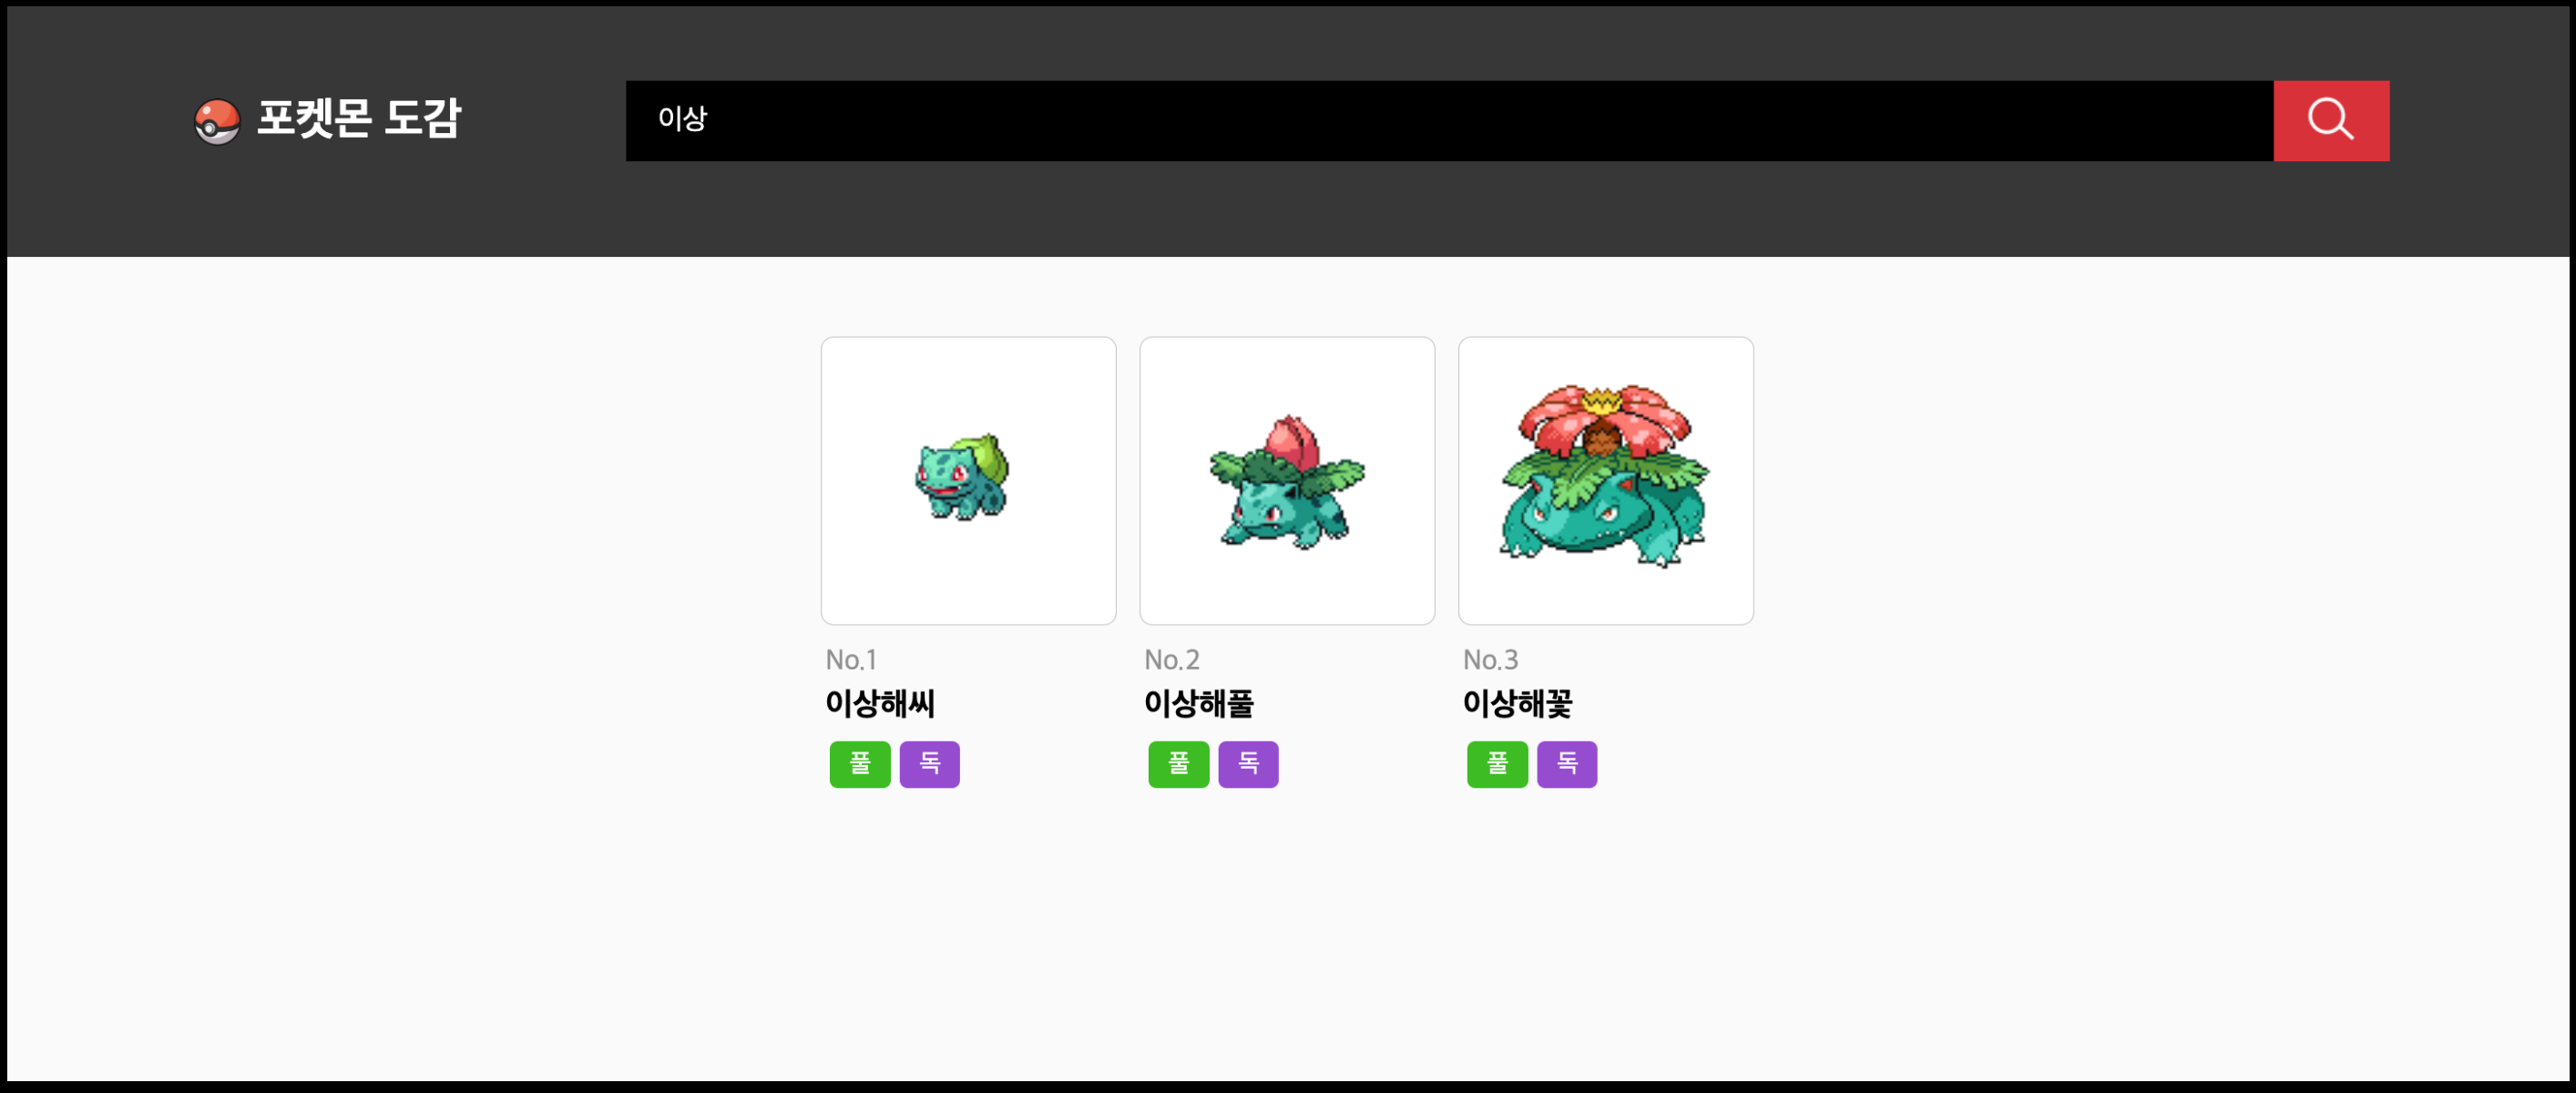 포켓몬 도감
이상
No.1
이상해씨
풀 독
No.2
이상해풀
풀 독
No.3
이상해꽃
풀 독